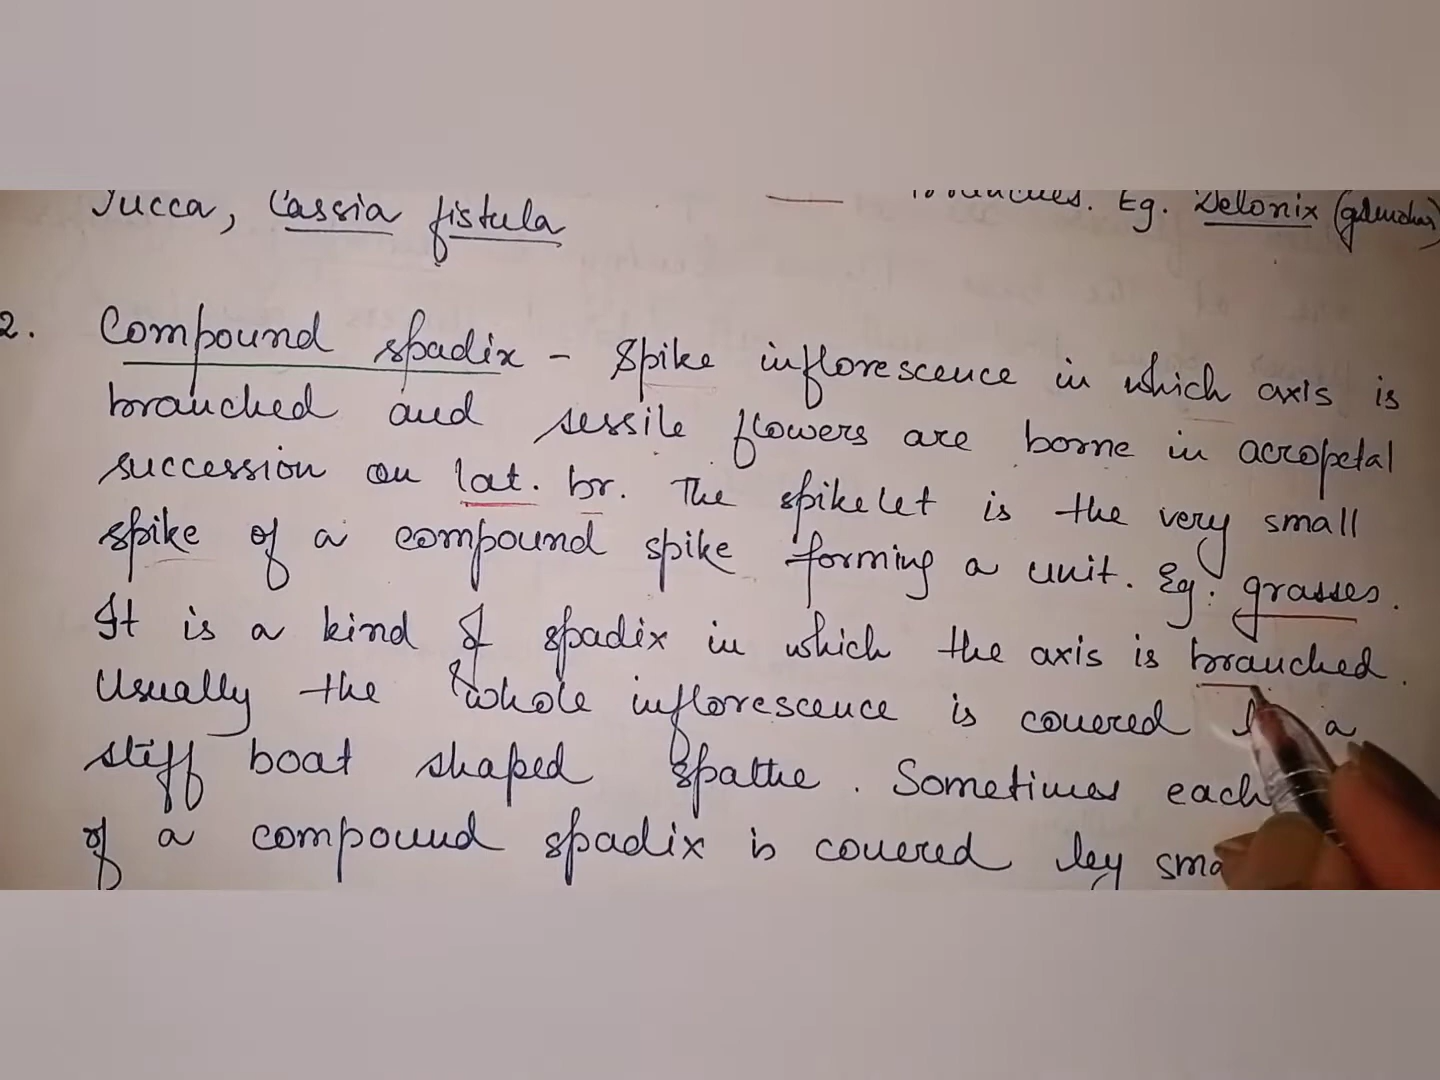 Yucca, Cassia fistula
branches. Eg. Delonix
2. Compound spadix - Spike inflorescence in which axis is
branched and sessile flowers are borne in acropetal
succession on lat. br. The spikelet is the very small
spike of a compound spike forming a unit. Eg. grasses.
It is a kind of spadix in which the axis is branched.
Usually the whole inflorescence is covered a
stiff boat shaped spathe. Sometimes each
of a compound spadix is covered by